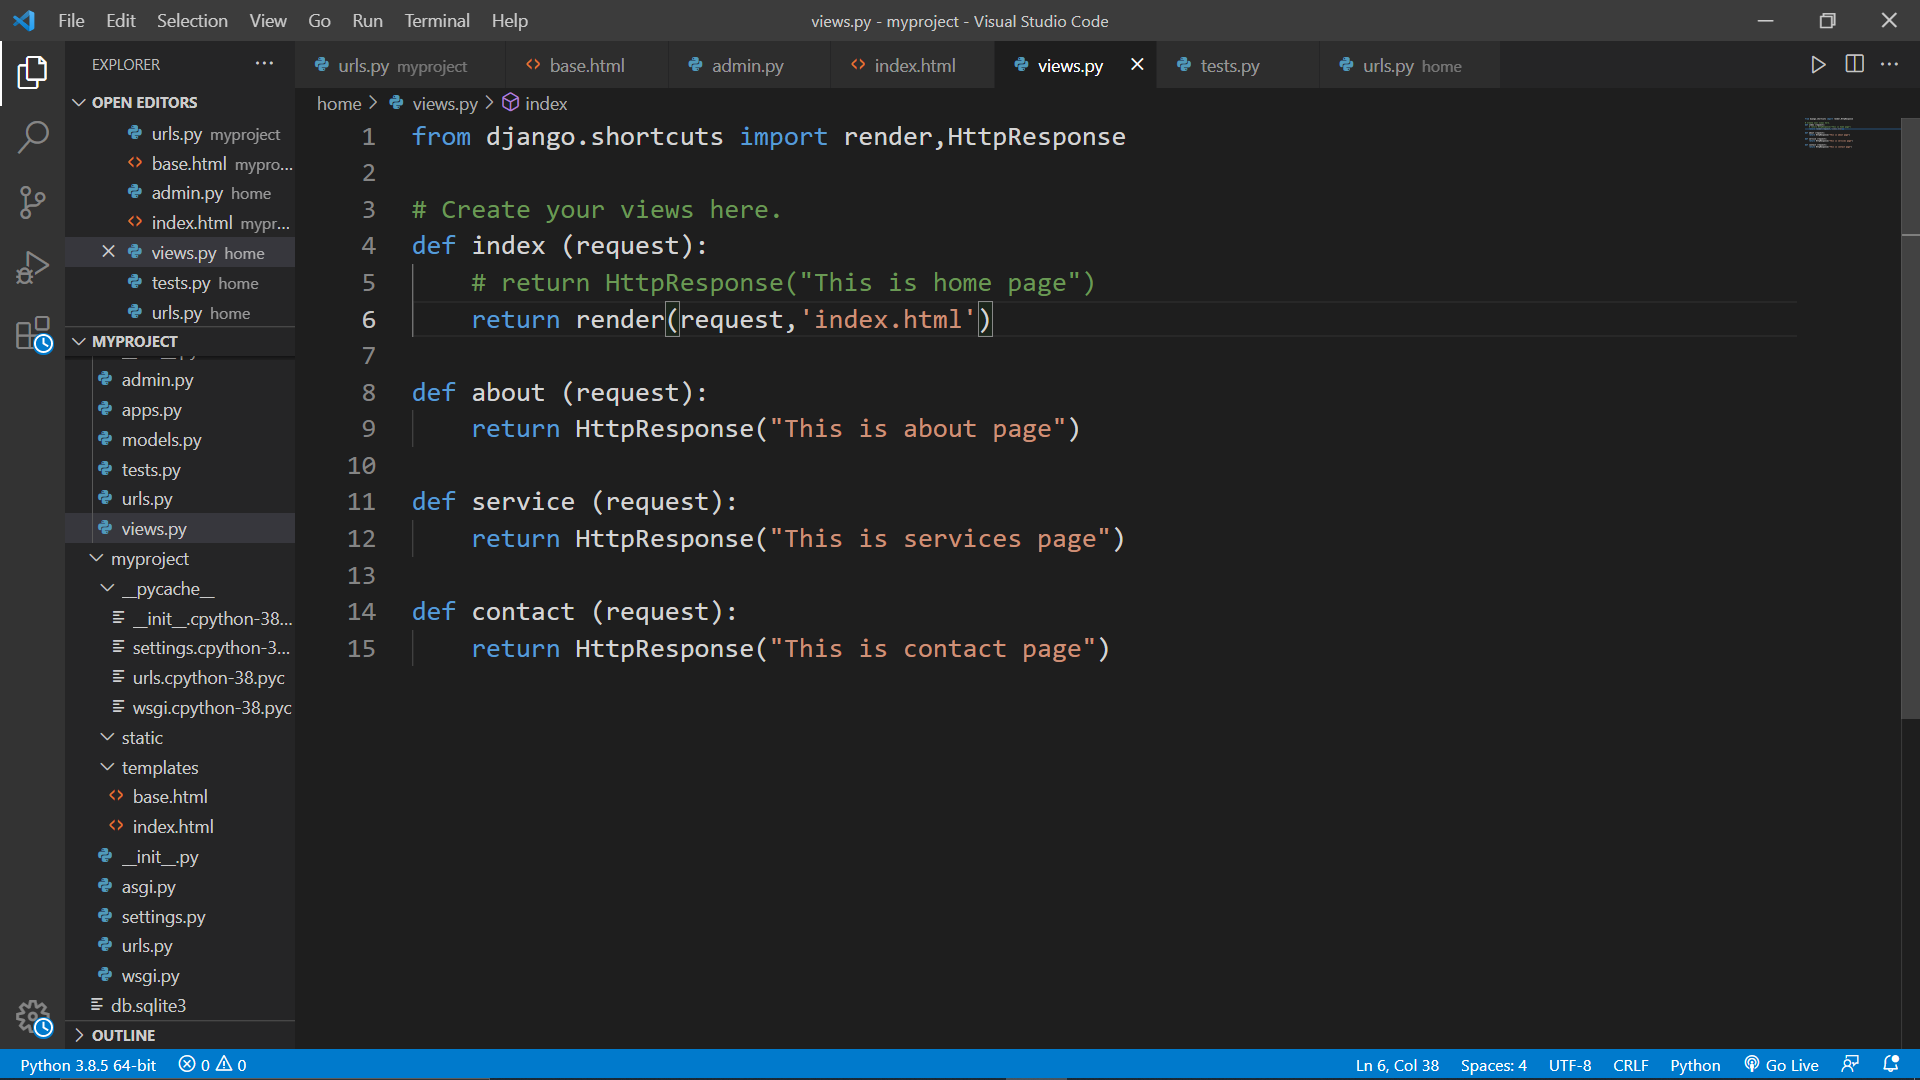 File Edit Selection View Go Run Terminal Help
views.py - myproject - Visual Studio Code
EXPLORER
OPEN EDITORS
urls.py myproject
base.html mypro...
admin.py home
index.html mypr...
views.py home
tests.py home
urls.py home
MYPROJECT
admin.py
apps.py
models.py
tests.py
urls.py
views.py
myproject
__pycache__
__init__.cpython-38...
settings.cpython-3...
urls.cpython-38.pyc
wsgi.cpython-38.pyc
static
templates
base.html
index.html
__init__.py
asgi.py
settings.py
urls.py
wsgi.py
db.sqlite3
OUTLINE
urls.py myproject base.html admin.py index.html views.py tests.py urls.py home
home > views.py > index
1 from django.shortcuts import render,HttpResponse
2
3 # Create your views here.
4 def index (request):
5 # return HttpResponse("This is home page")
6 return render(request,'index.html')
7
8 def about (request):
9 return HttpResponse("This is about page")
10
11 def service (request):
12 return HttpResponse("This is services page")
13
14 def contact (request):
15 return HttpResponse("This is contact page")
Python 3.8.5 64-bit 0 0 Ln 6, Col 38 Spaces: 4 UTF-8 CRLF Python Go Live